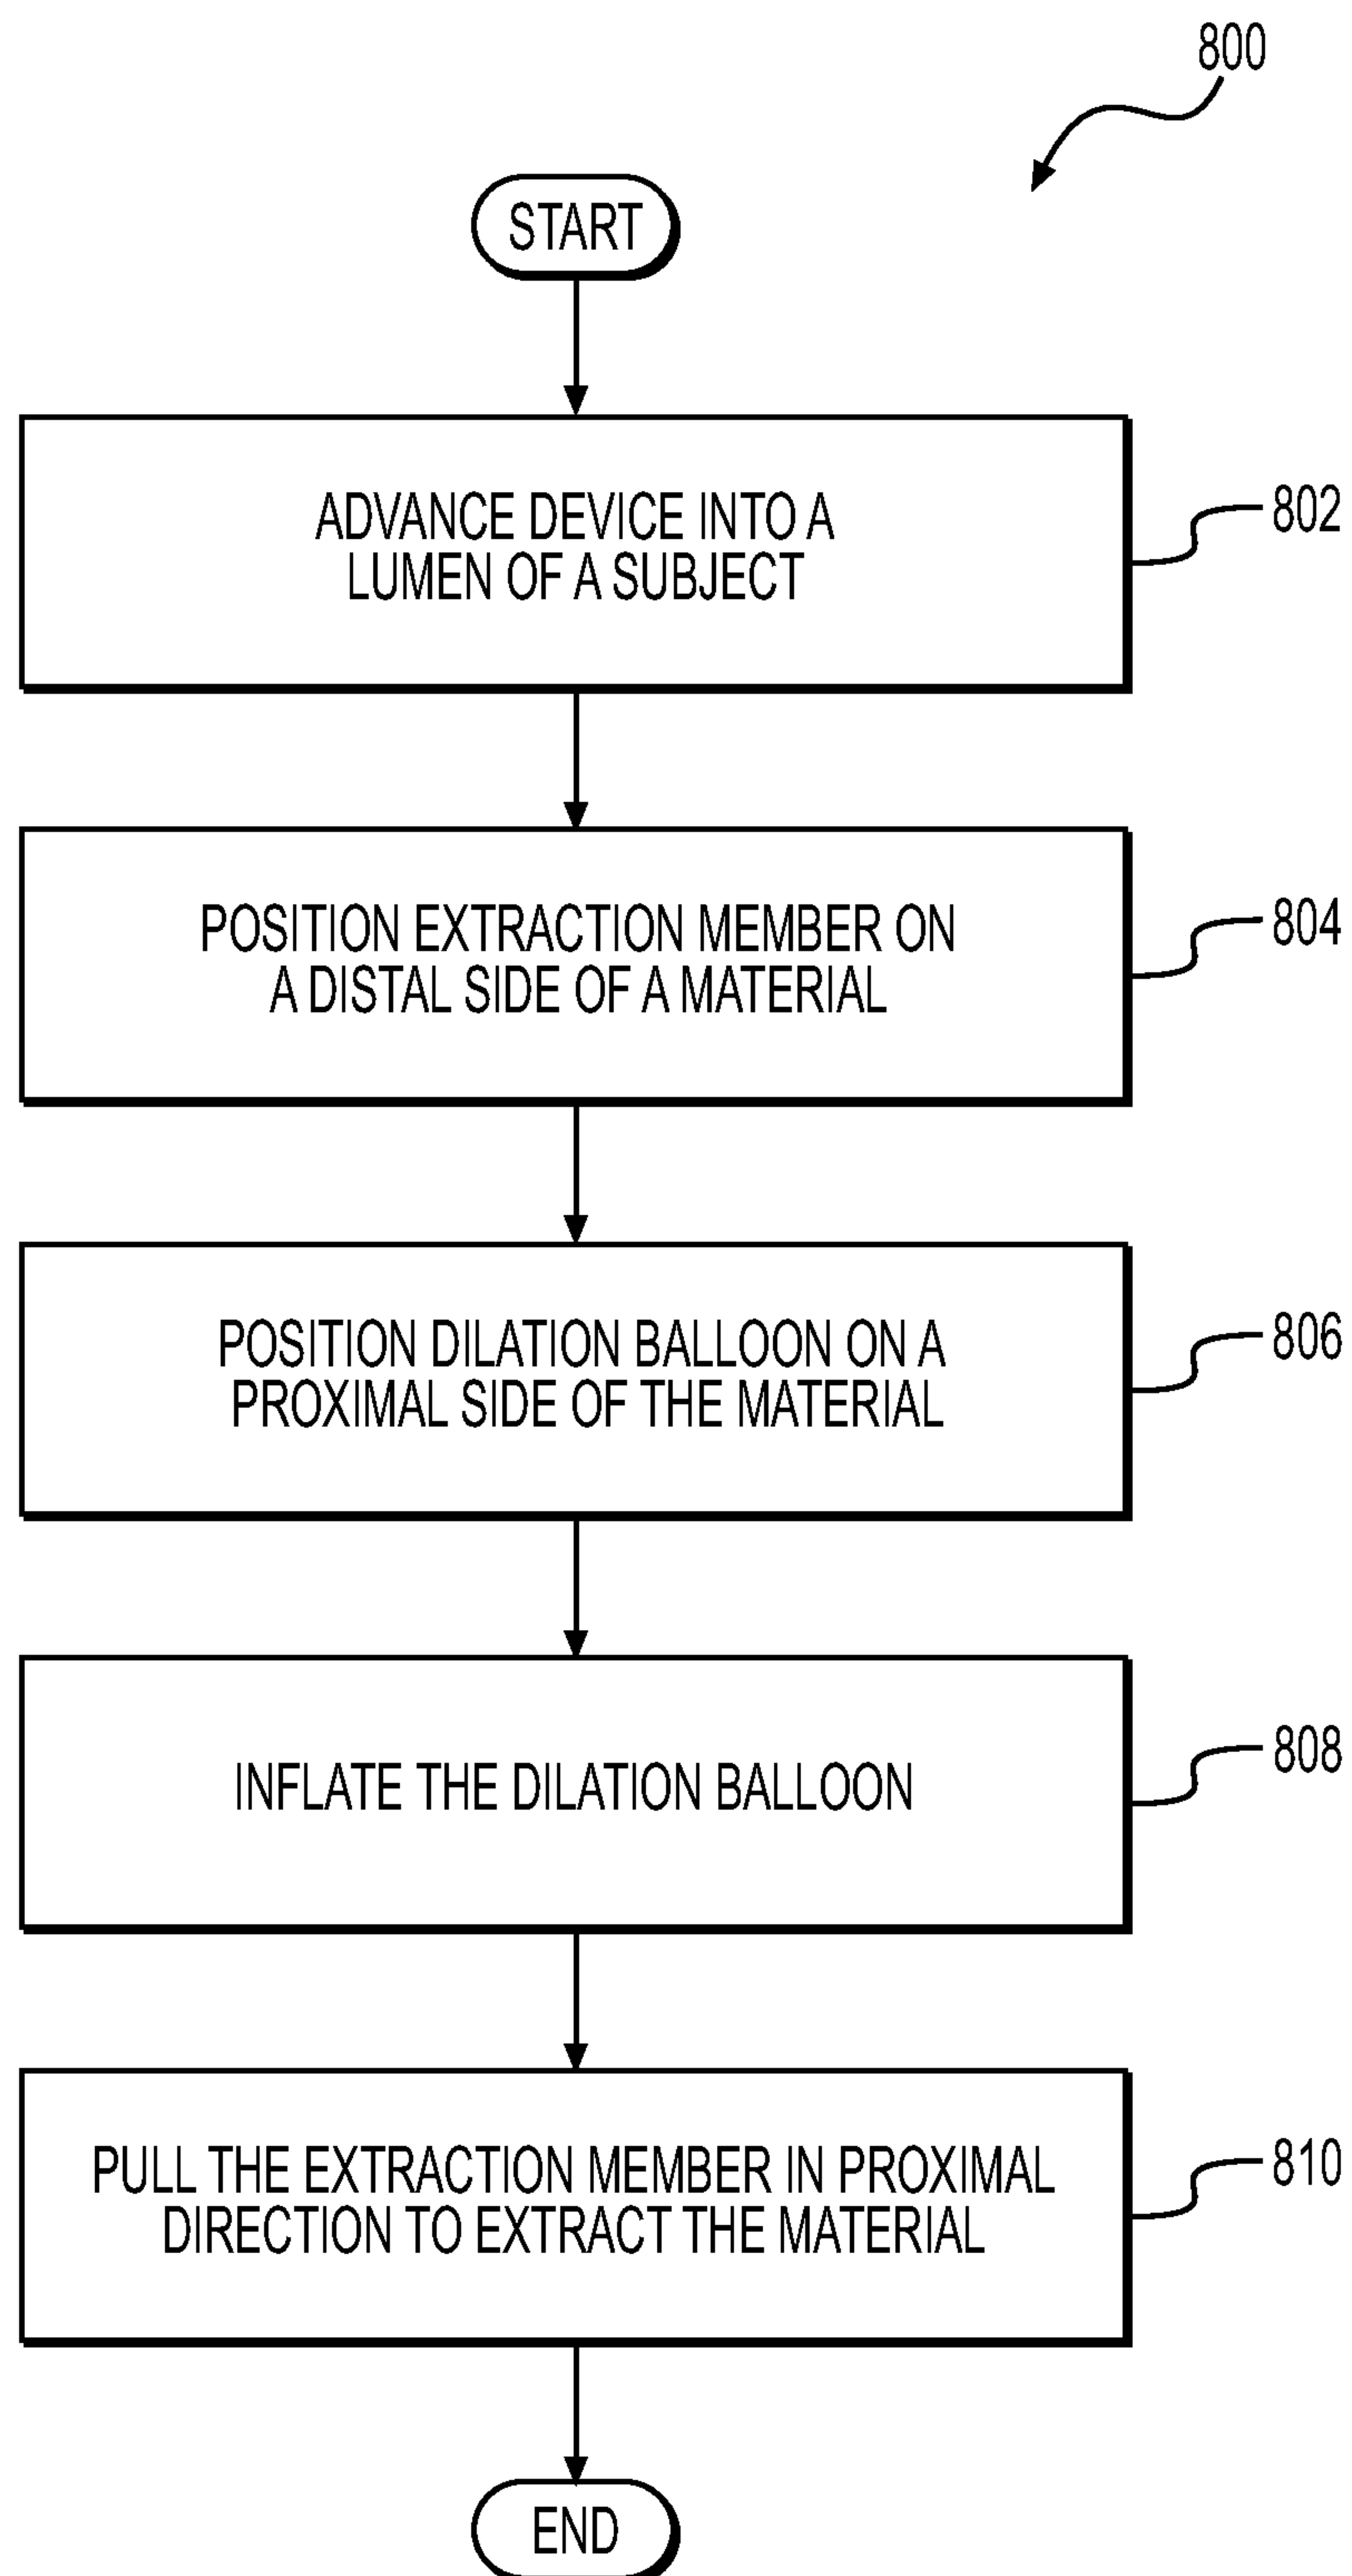 800
START
ADVANCE DEVICE INTO A
LUMEN OF A SUBJECT
802
POSITION EXTRACTION MEMBER ON
A DISTAL SIDE OF A MATERIAL
804
POSITION DILATION BALLOON ON A
PROXIMAL SIDE OF THE MATERIAL
806
INFLATE THE DILATION BALLOON
808
PULL THE EXTRACTION MEMBER IN PROXIMAL
DIRECTION TO EXTRACT THE MATERIAL
810
END